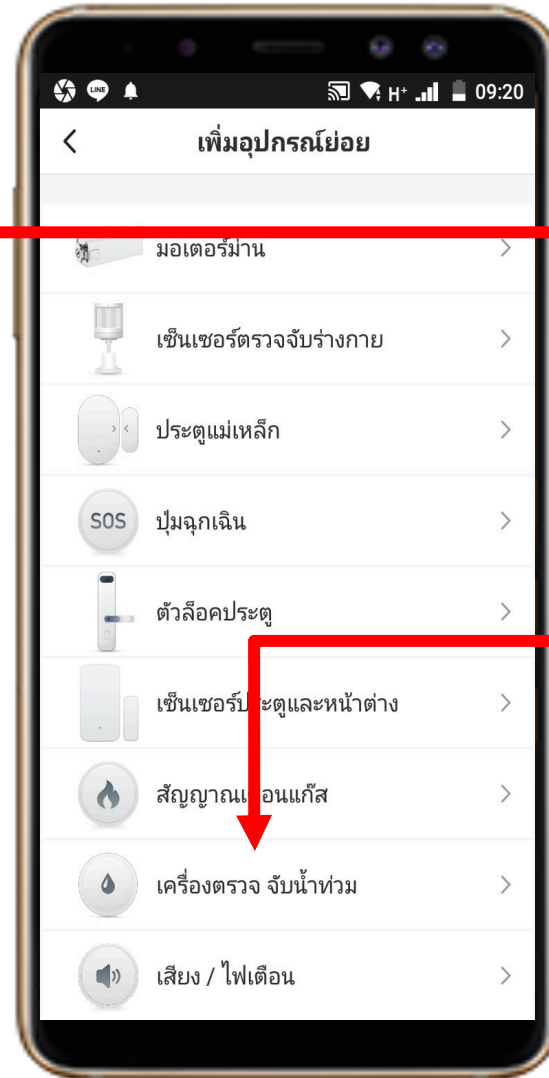 LINE
H+
09:20
เพิ่มอุปกรณ์ย่อย
มอเตอร์ม่าน
เซ็นเซอร์ตรวจจับร่างกาย
ประตูแม่เหล็ก
SOS
ปุ่มฉุกเฉิน
ตัวล็อคประตู
เซ็นเซอร์ประตูและหน้าต่าง
สัญญาณเตือนแก๊ส
เครื่องตรวจ จับน้ำท่วม
เสียง / ไฟเตือน